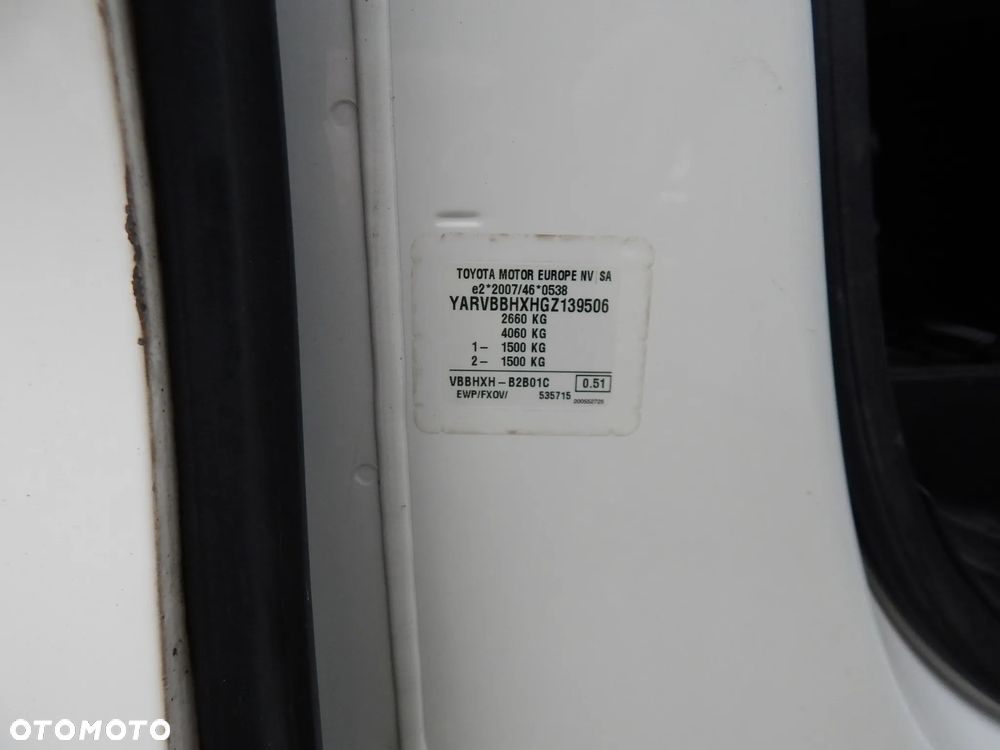 TOYOTA MOTOR EUROPE NV SA
e2*2007/46*0538
YARVBBHXHGZ139506
2660 KG
4060 KG
1- 1500 KG
2- 1500 KG
VBBHXH-B2B01C 0.51
EWP/FXOV/ 535715 200552725
OTOMOTO